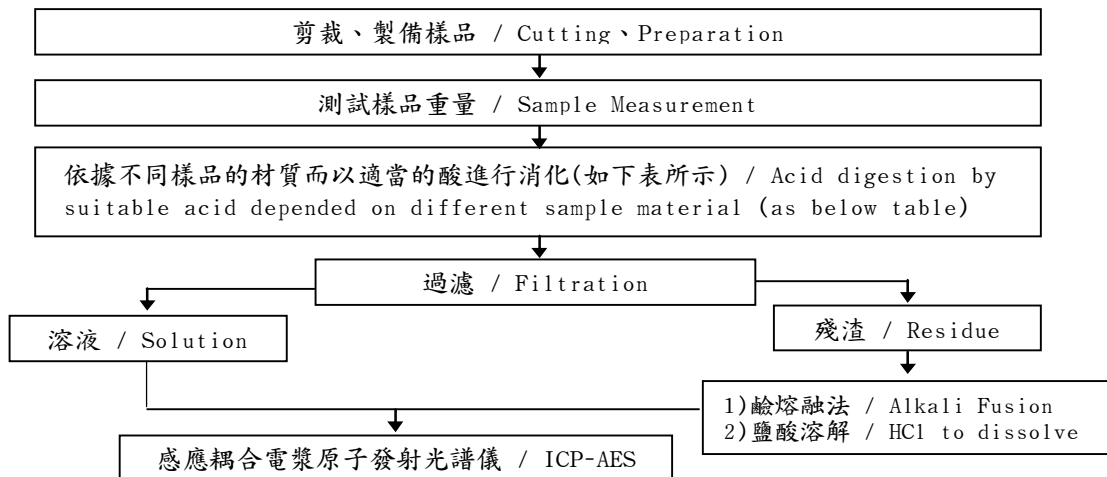 剪裁、製備樣品 / Cutting、Preparation
測試樣品重量 / Sample Measurement
依據不同樣品的材質而以適當的酸進行消化(如下表所示) / Acid digestion by
suitable acid depended on different sample material (as below table)
過濾 / Filtration
溶液 / Solution
殘渣 / Residue
1)鹼熔融法 / Alkali Fusion
2)鹽酸溶解 / HCl to dissolve
感應耦合電漿原子發射光譜儀 / ICP-AES